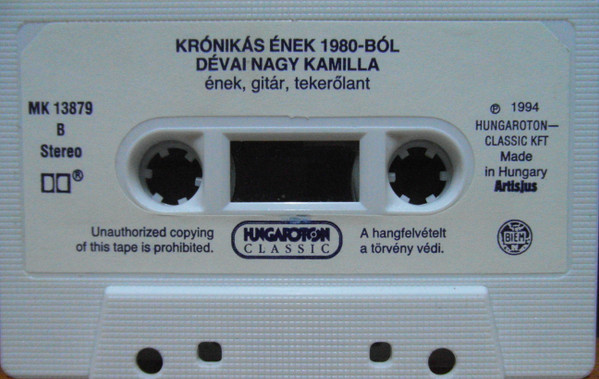 KRÓNIKÁS ÉNEK 1980-BÓL
DÉVAI NAGY KAMILLA
ének, gitár, tekerőlant
MK 13879
B
Stereo
℗ 1994
HUNGAROTON—
CLASSIC KFT
Made
in Hungary
Artisjus
Unauthorized copying
of this tape is prohibited.
HUNGAROTON
CLASSIC
A hangfelvételt
a törvény védi.
BIEM